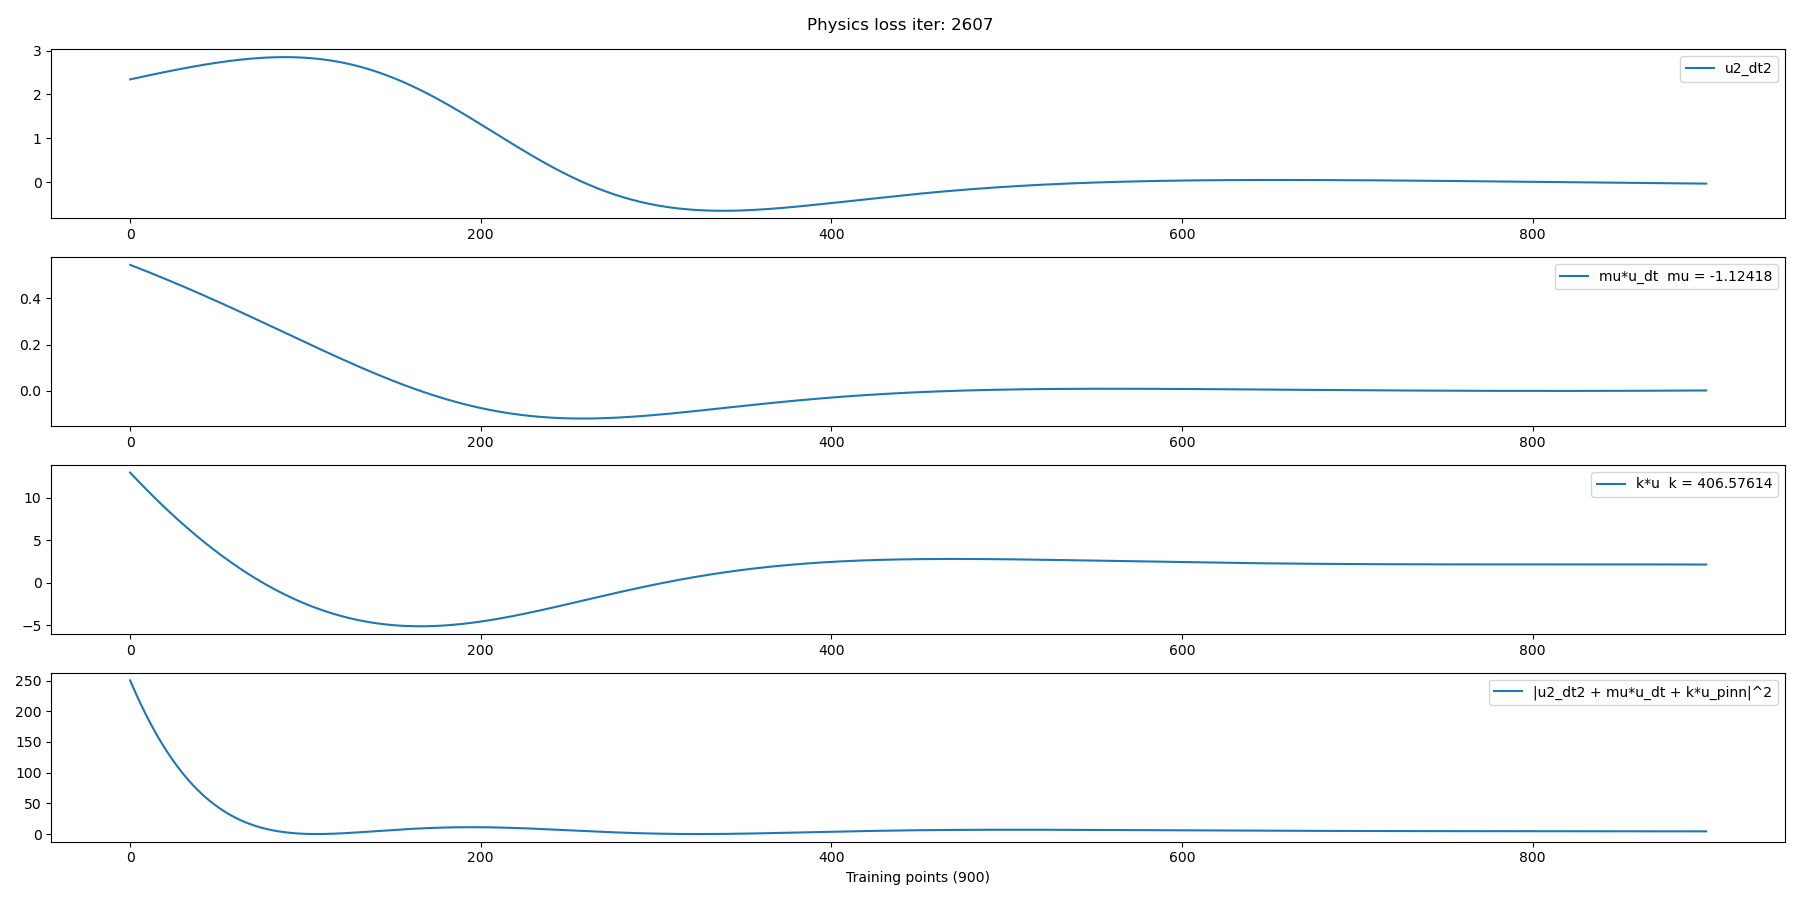 Physics loss iter: 2607
3
2
1
0
u2_dt2
0 200 400 600 800
0.4
0.2
0.0
mu*u_dt  mu = -1.12418
0 200 400 600 800
10
5
0
−5
k*u  k = 406.57614
0 200 400 600 800
250
200
150
100
50
0
|u2_dt2 + mu*u_dt + k*u_pinn|^2
0 200 400 600 800
Training points (900)